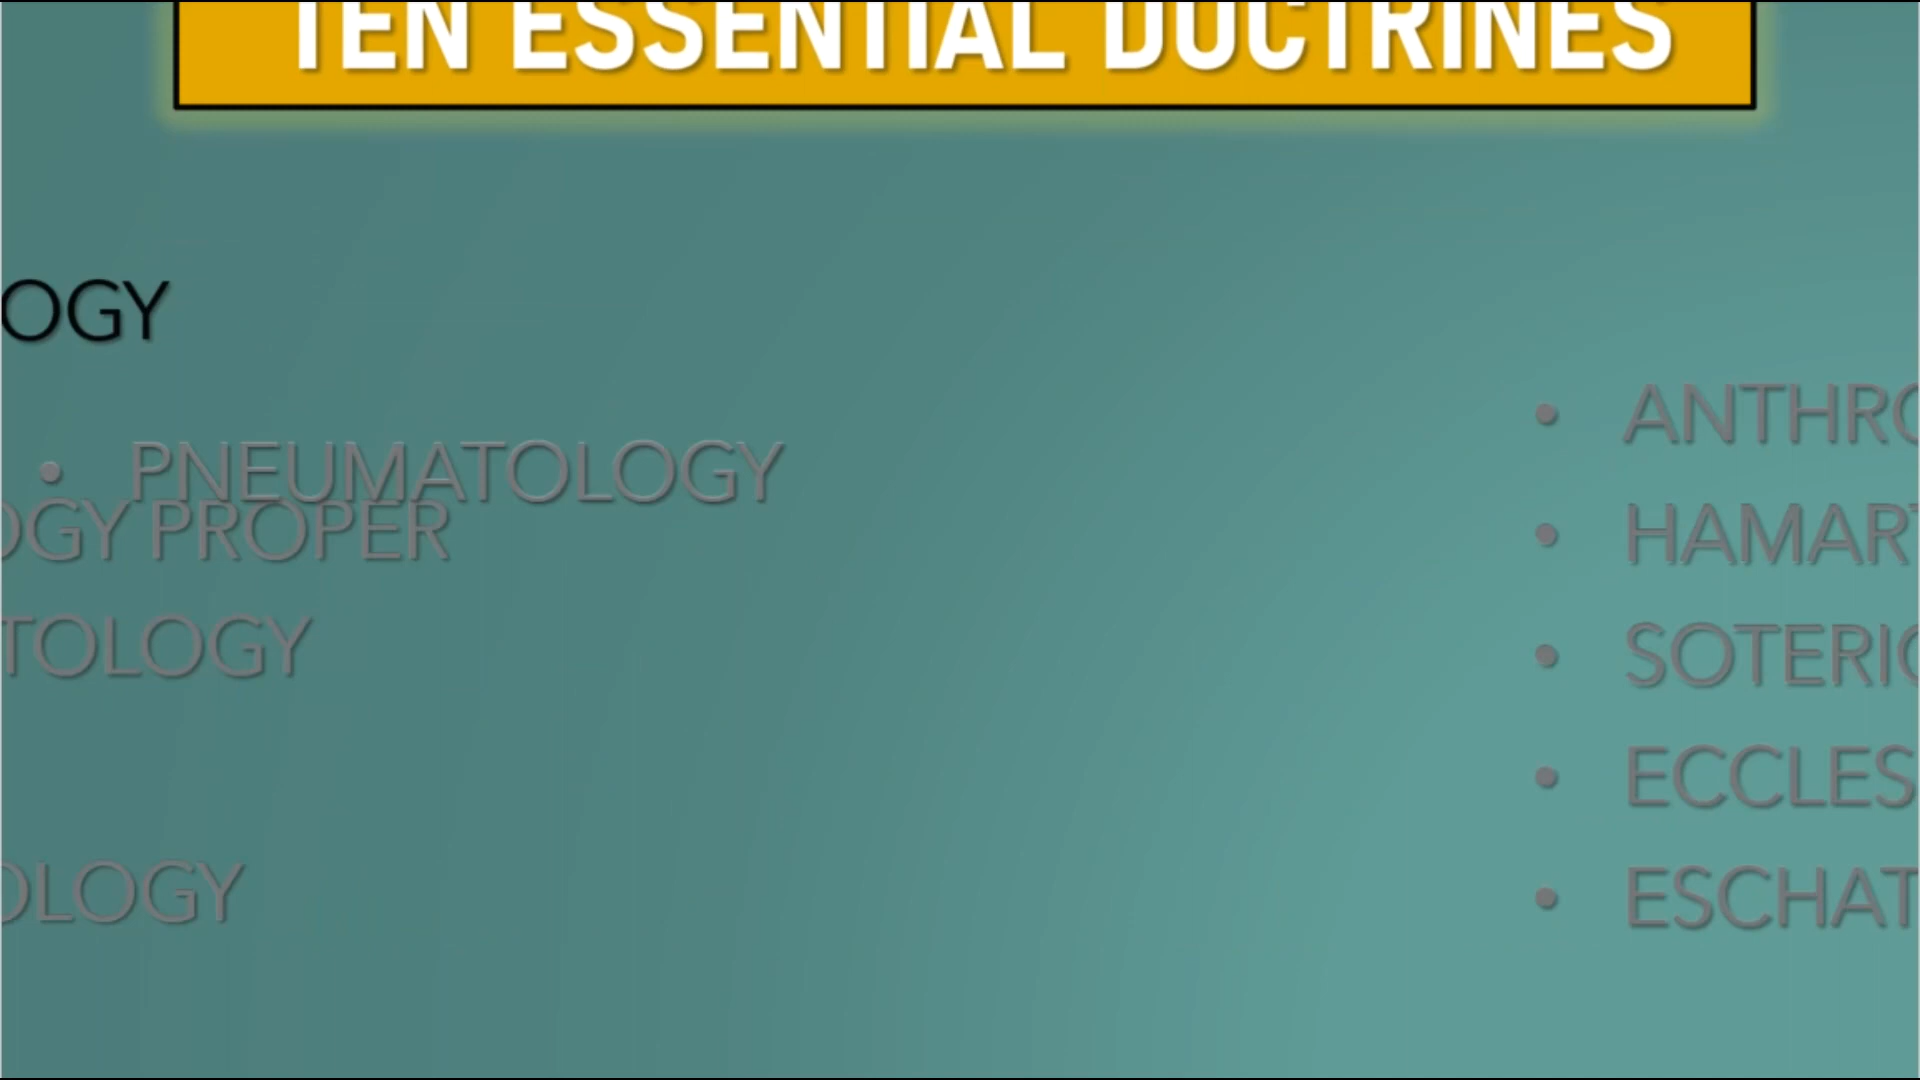 TEN ESSENTIAL DOCTRINES
OGY
• PNEUMATOLOGY
OGY PROPER
TOLOGY
OLOGY
• ANTHRO
• HAMART
• SOTERIO
• ECCLES
• ESCHAT